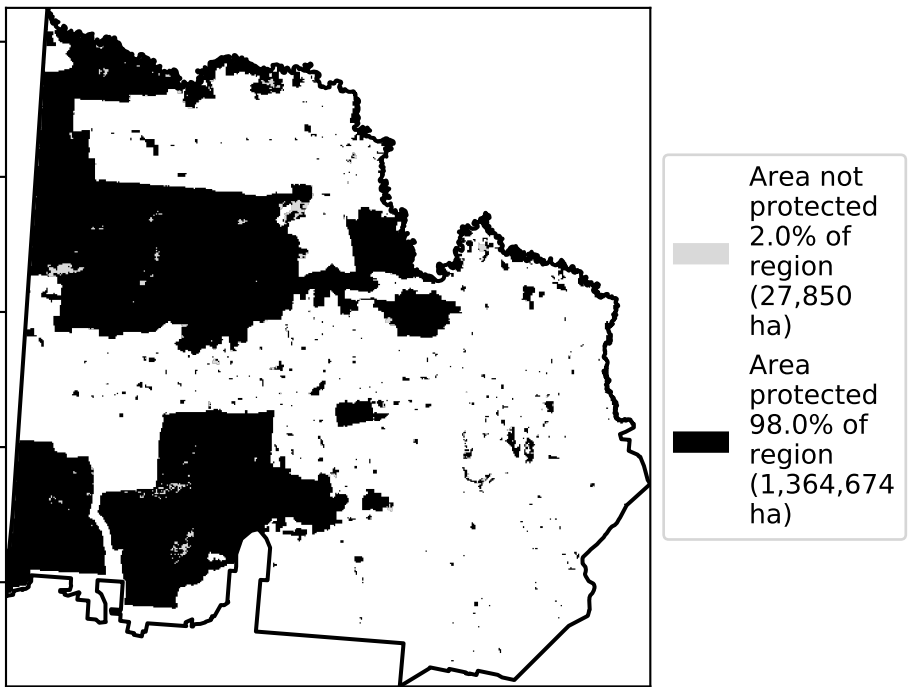 Area not
protected
2.0% of
region
(27,850
ha)
Area
protected
98.0% of
region
(1,364,674
ha)